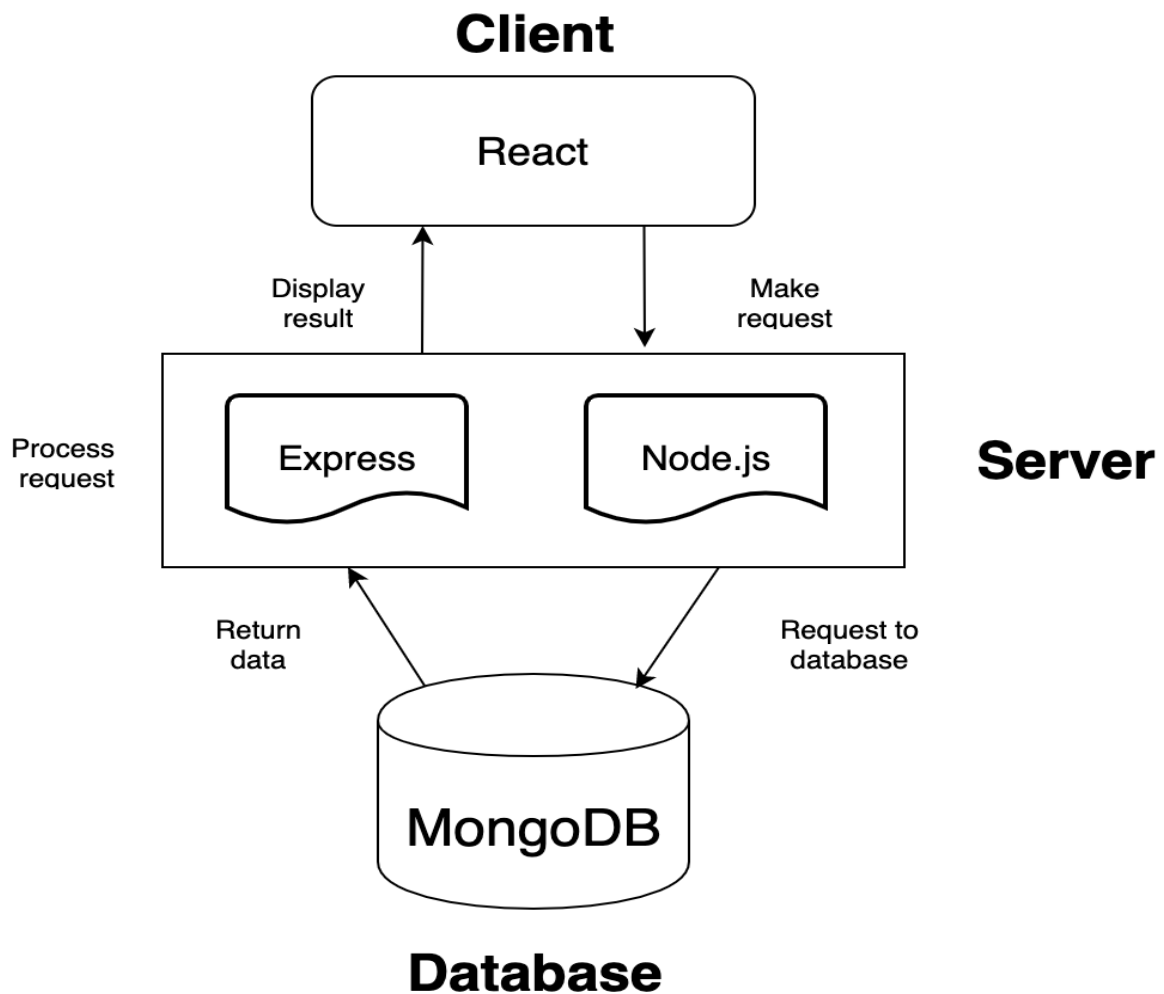 Client
React
Display
result
Make
request
Process
request
Express
Node.js
Server
Return
data
Request to
database
MongoDB
Database